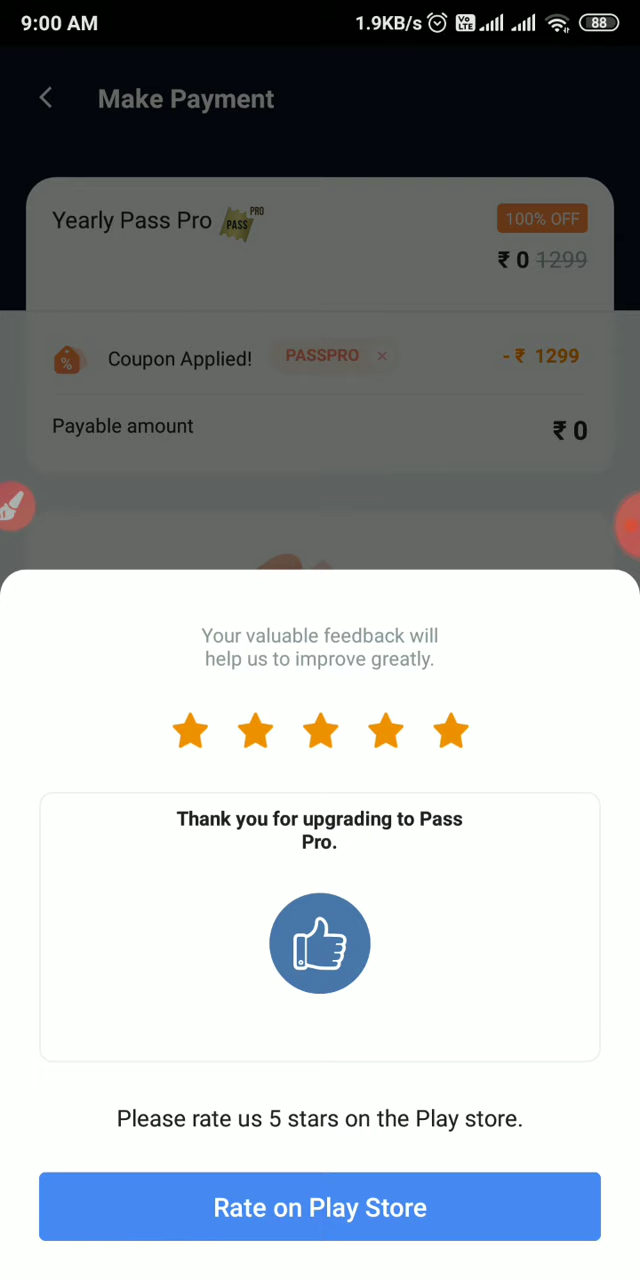 9:00 AM 1.9KB/s Vo LTE 88
Make Payment
Yearly Pass Pro PASS PRO 100% OFF
₹ 0 1299
% Coupon Applied! PASSPRO × - ₹ 1299
Payable amount ₹ 0
Your valuable feedback will
help us to improve greatly.
Thank you for upgrading to Pass
Pro.
Please rate us 5 stars on the Play store.
Rate on Play Store